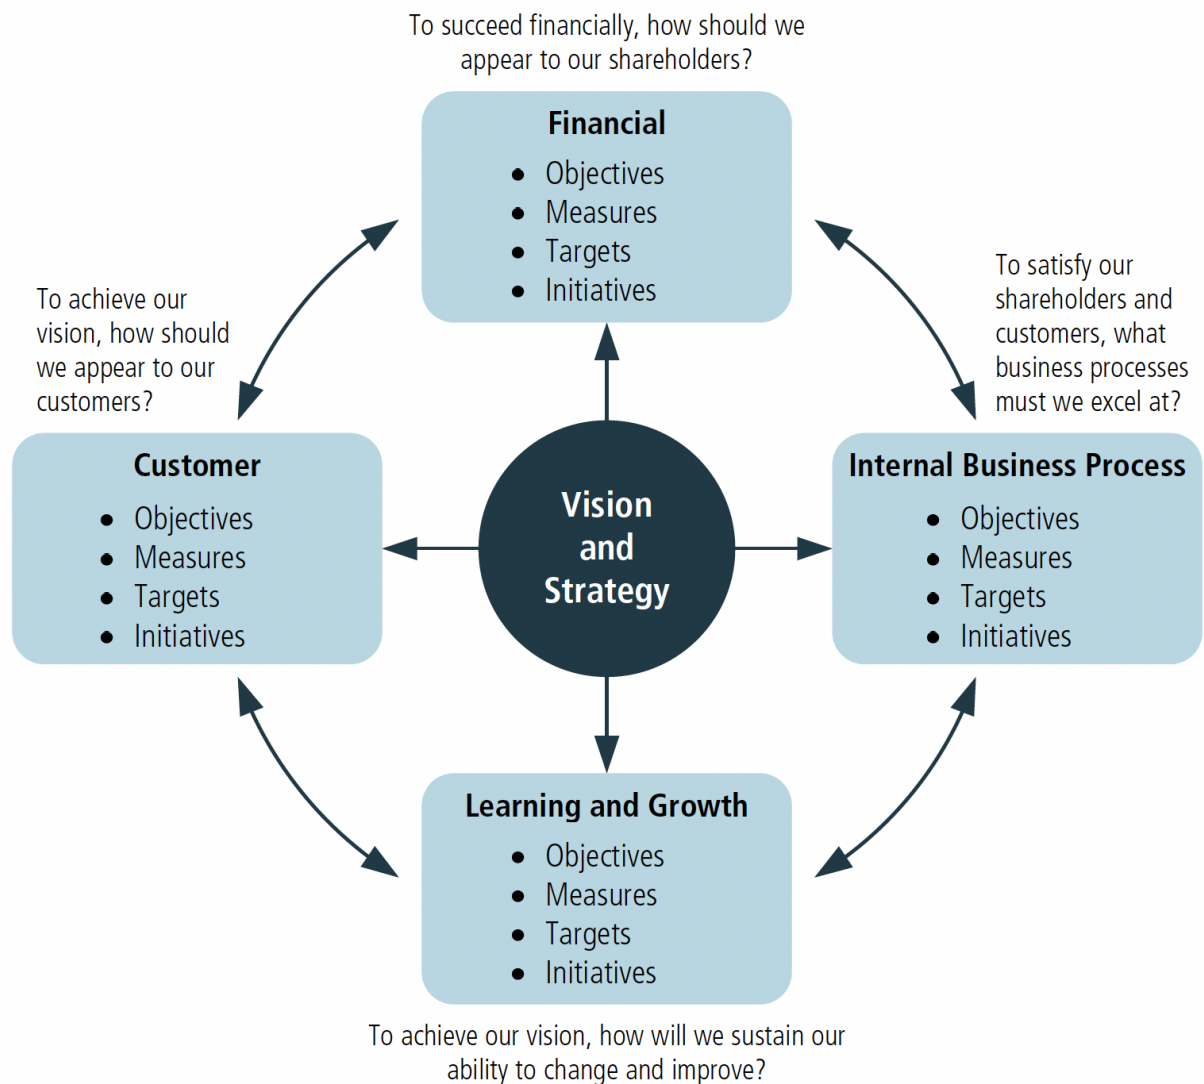 To succeed financially, how should we
appear to our shareholders?
Financial
• Objectives
• Measures
• Targets
• Initiatives
To achieve our
vision, how should
we appear to our
customers?
To satisfy our
shareholders and
customers, what
business processes
must we excel at?
Customer
• Objectives
• Measures
• Targets
• Initiatives
Vision
and
Strategy
Internal Business Process
• Objectives
• Measures
• Targets
• Initiatives
Learning and Growth
• Objectives
• Measures
• Targets
• Initiatives
To achieve our vision, how will we sustain our
ability to change and improve?